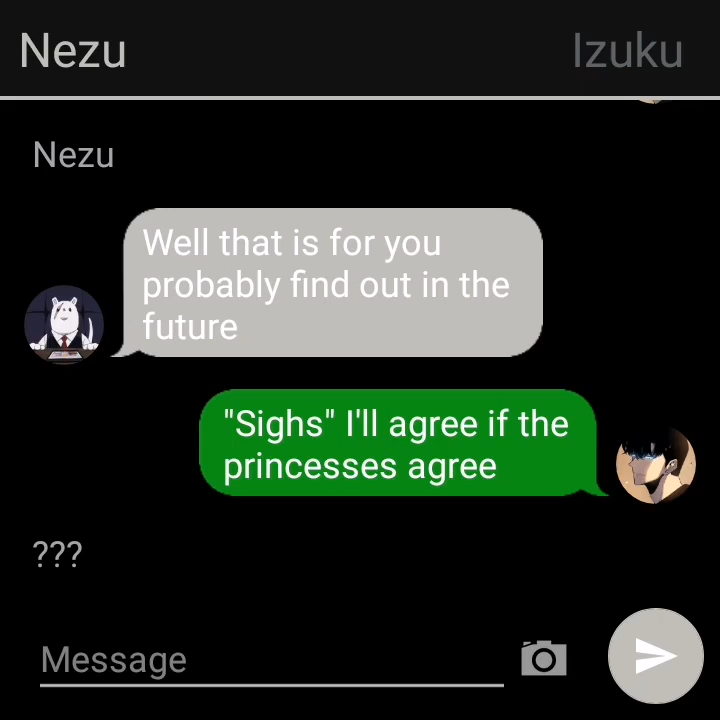 Nezu Izuku
Nezu
Well that is for you
probably find out in the
future
"Sighs" I'll agree if the
princesses agree
???
Message